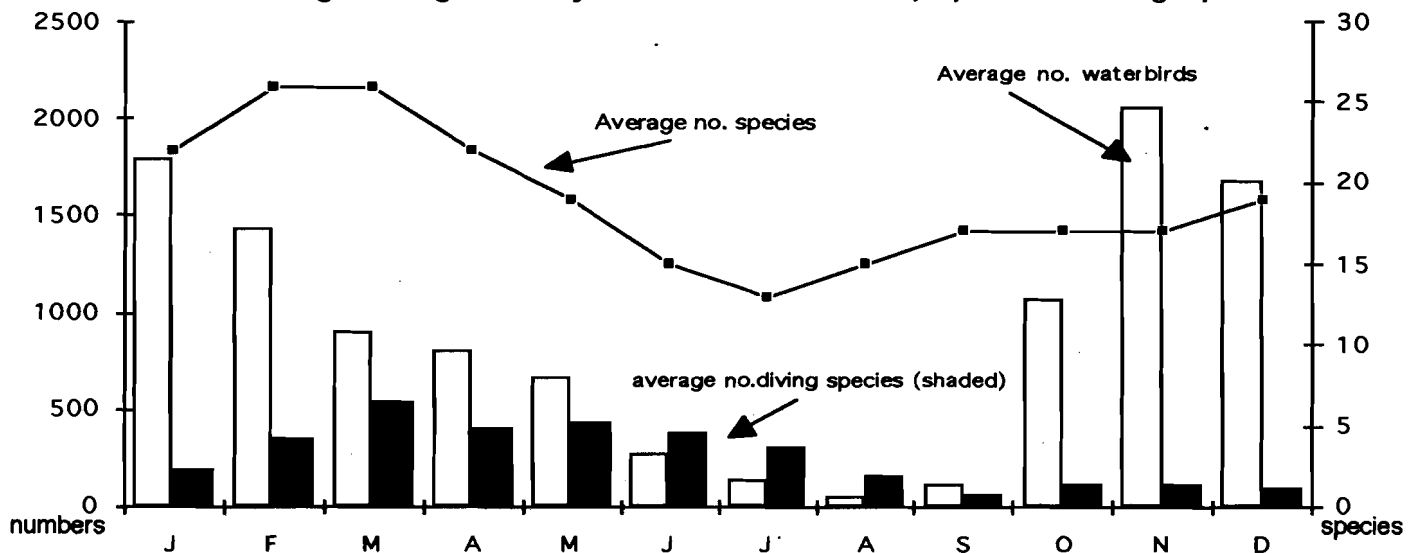 2500
30
Average no. waterbirds
2000
25
Average no. species
20
1500
15
1000
10
average no.diving species (shaded)
500
5
0
0
numbers
species
J F M A M J J A S O N D